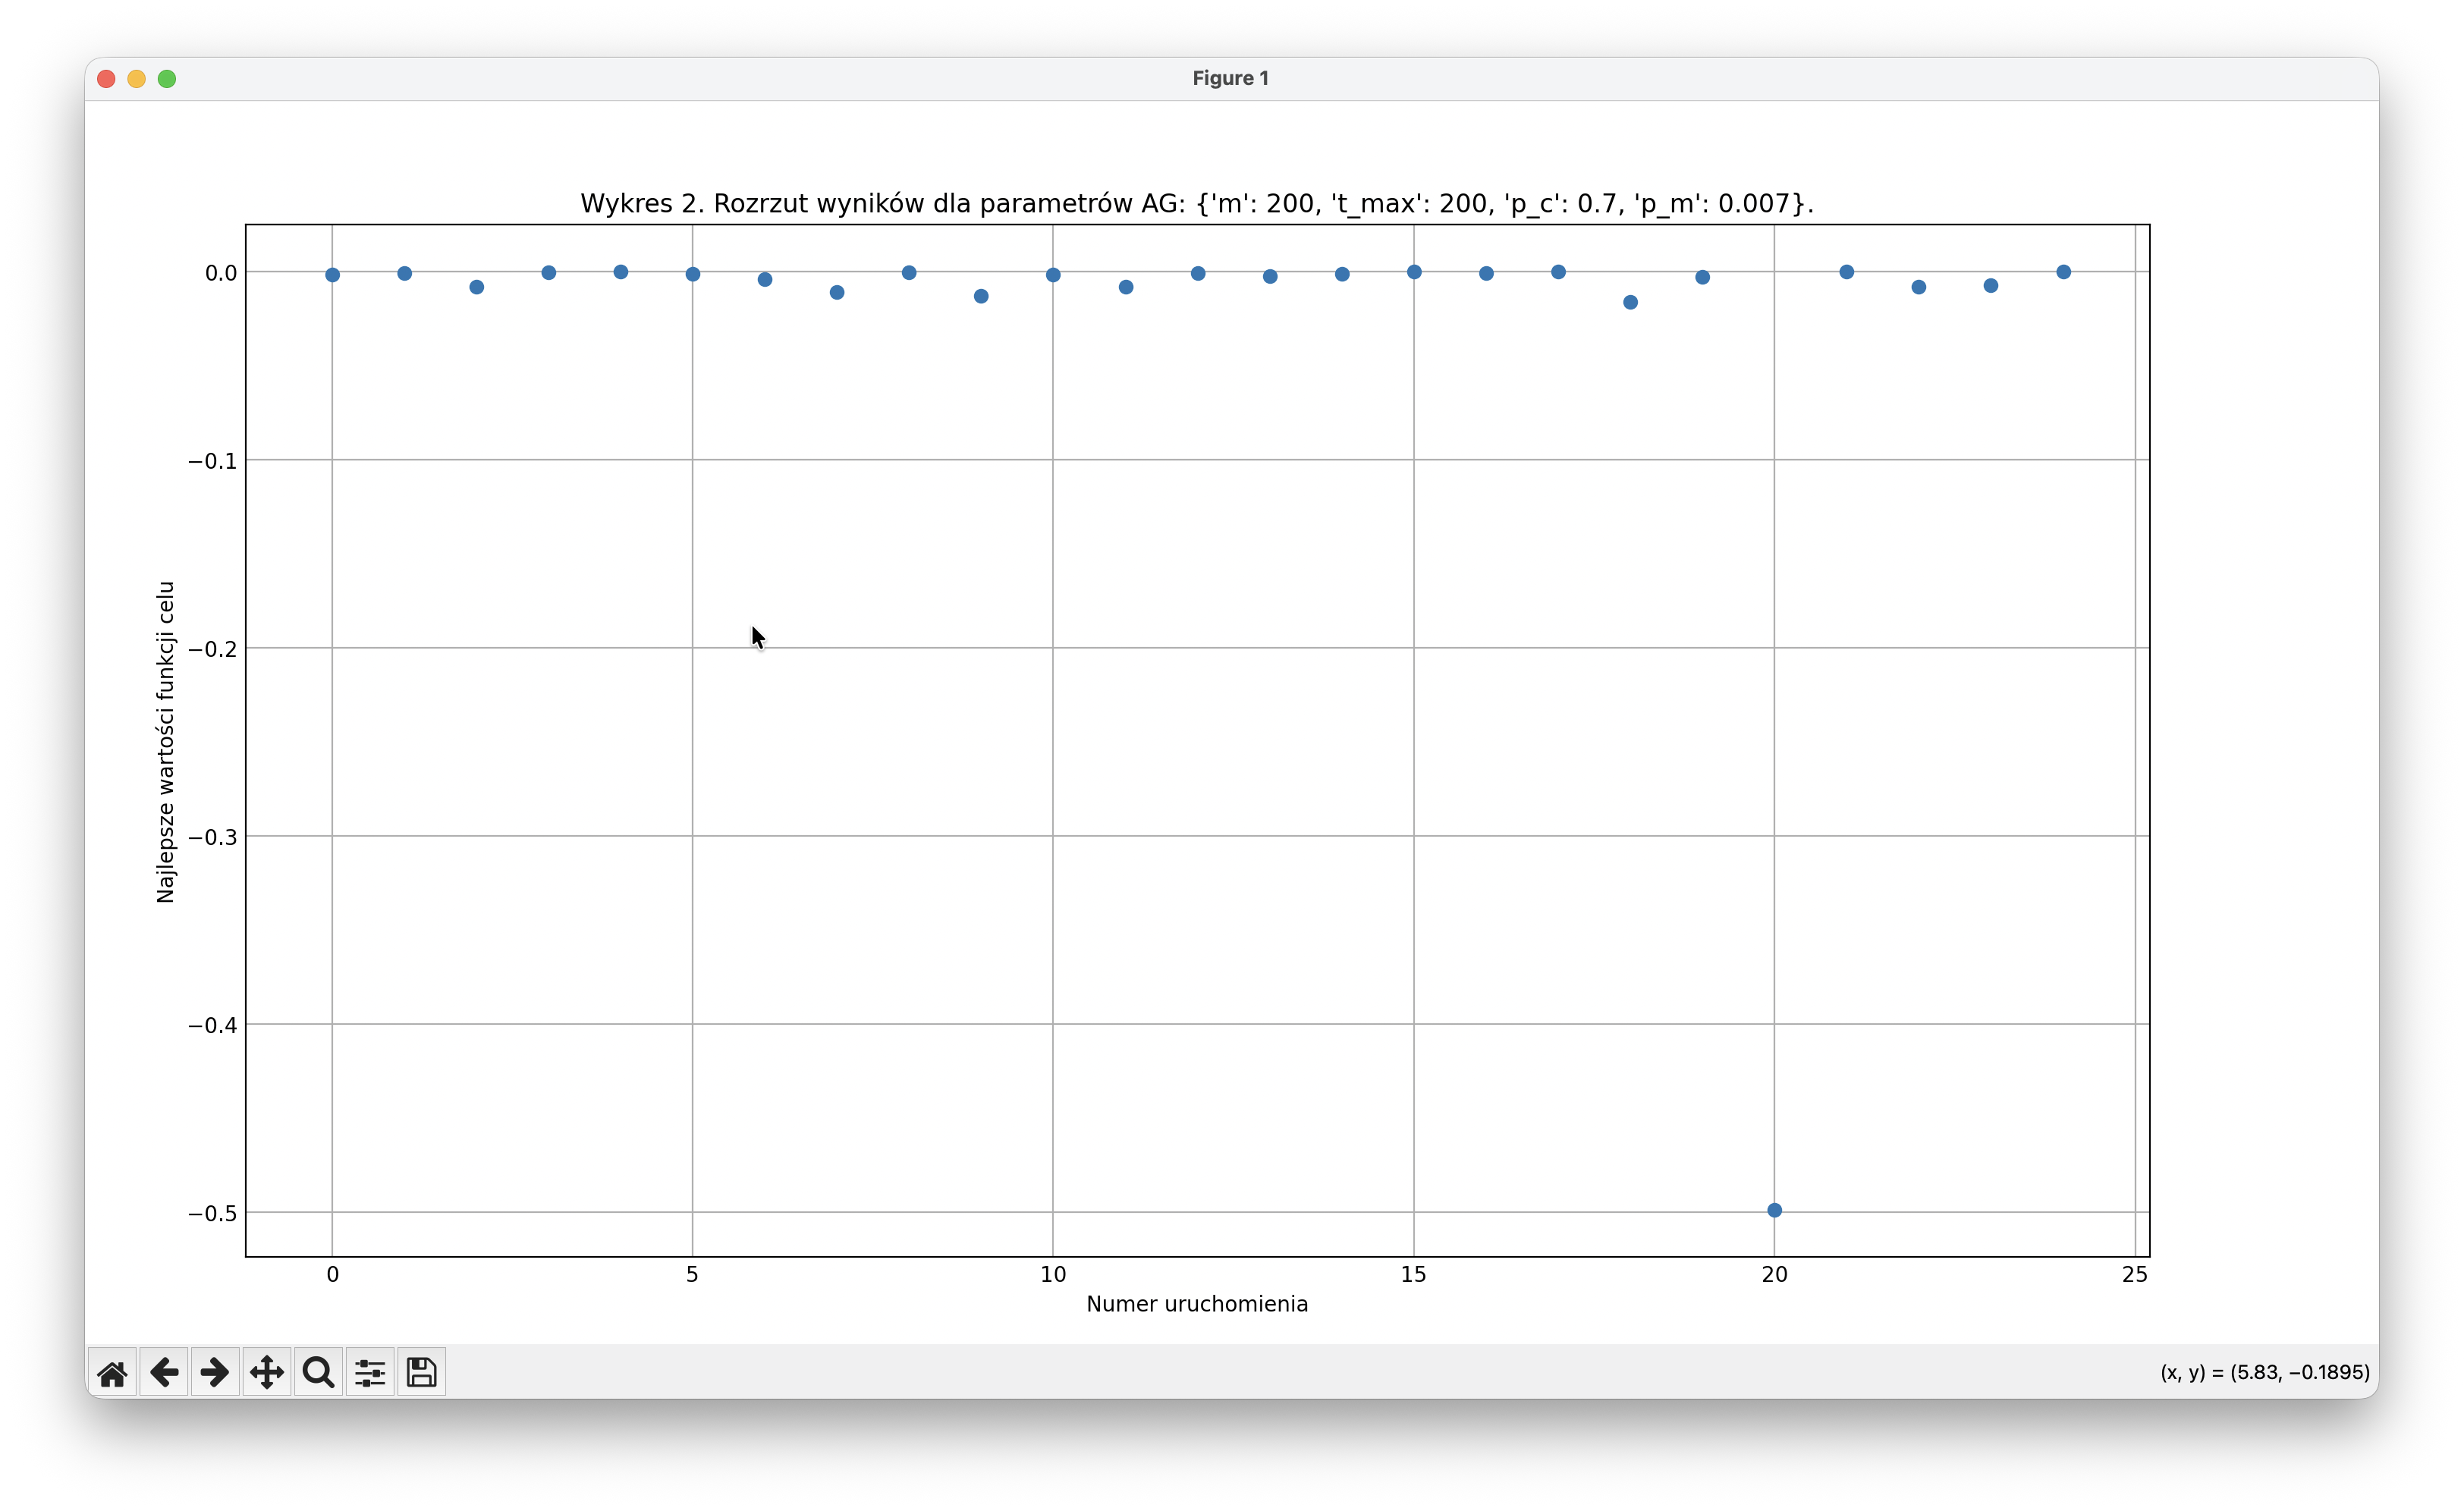 Figure 1
Wykres 2. Rozrzut wyników dla parametrów AG: {'m': 200, 't_max': 200, 'p_c': 0.7, 'p_m': 0.007}.
0.0
−0.1
−0.2
−0.3
−0.4
−0.5
Najlepsze wartości funkcji celu
0 5 10 15 20 25
Numer uruchomienia
(x, y) = (5.83, −0.1895)